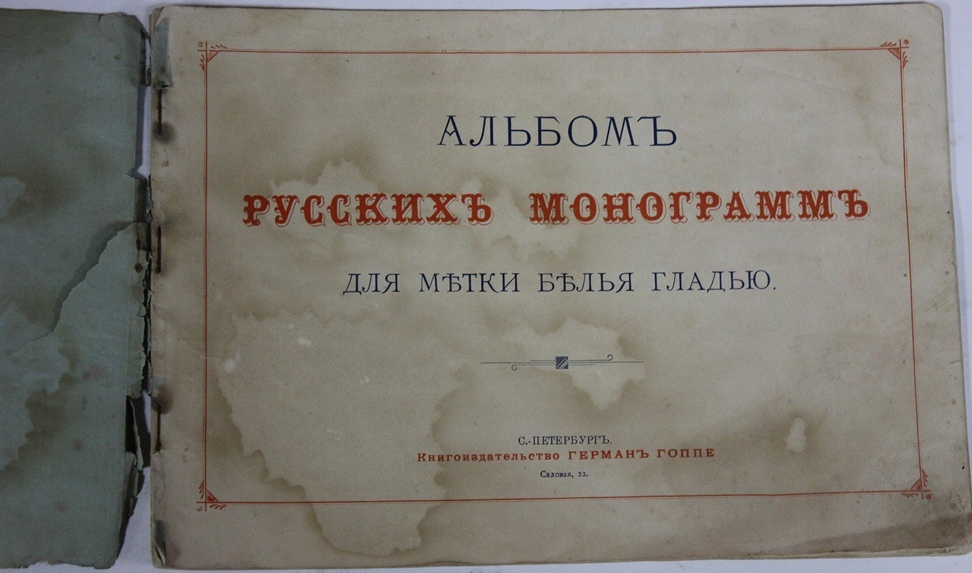 АЛЬБОМЪ
РУССКИХЪ МОНОГРАММЪ
ДЛЯ МѢТКИ БѢЛЬЯ ГЛАДЬЮ.
С.-ПЕТЕРБУРГЪ.
Книгоиздательство ГЕРМАНЪ ГОППЕ
Садовая, 22.